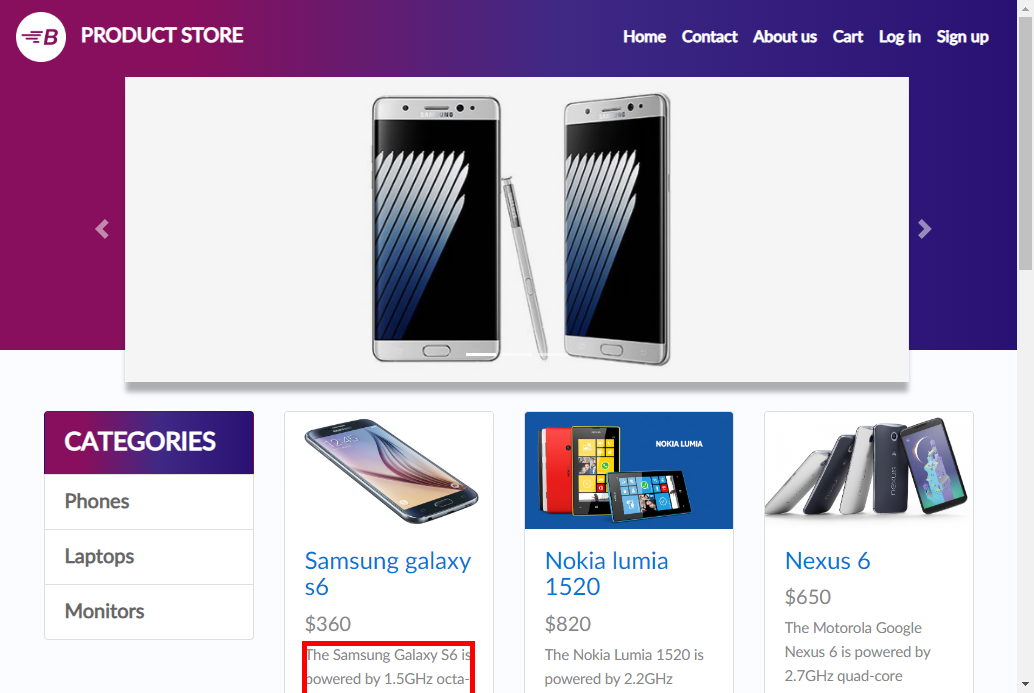 B PRODUCT STORE
Home Contact About us Cart Log in Sign up
SAMSUNG SAMSUNG
CATEGORIES
Phones
Laptops
Monitors
NOKIA LUMIA
Samsung galaxy
s6
$360
The Samsung Galaxy S6 is
powered by 1.5GHz octa-
Nokia lumia
1520
$820
The Nokia Lumia 1520 is
powered by 2.2GHz
Nexus 6
$650
The Motorola Google
Nexus 6 is powered by
2.7GHz quad-core